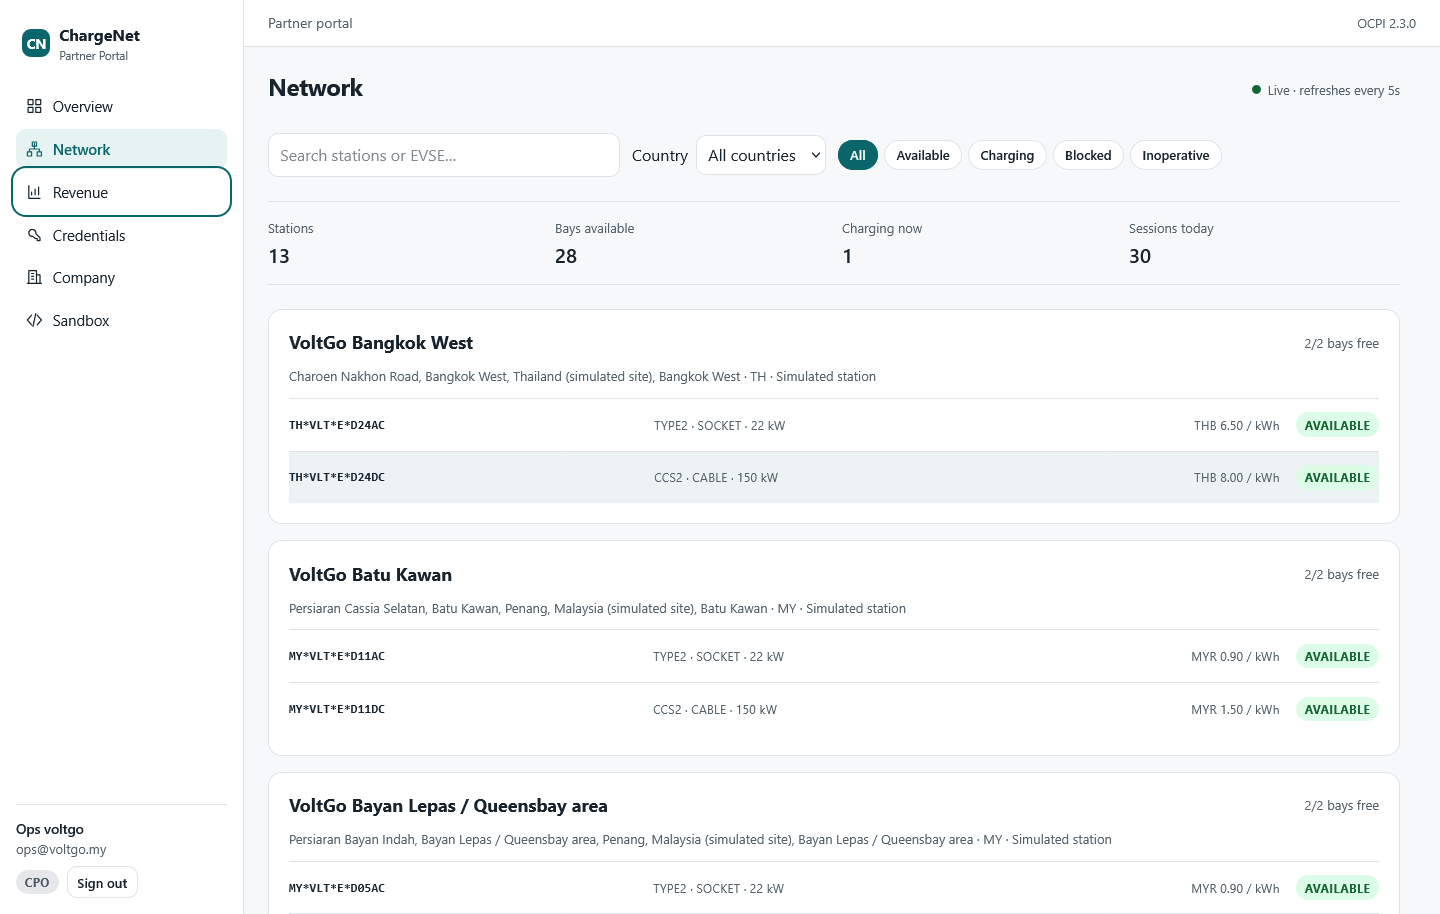 CN
ChargeNet
Partner Portal
Overview
Network
Revenue
Credentials
Company
Sandbox
Ops voltgo
ops@voltgo.my
CPO
Sign out
Partner portal
OCPI 2.3.0
Network
Live · refreshes every 5s
Search stations or EVSE...
Country
All countries
All
Available
Charging
Blocked
Inoperative
Stations
13
Bays available
28
Charging now
1
Sessions today
30
VoltGo Bangkok West
2/2 bays free
Charoen Nakhon Road, Bangkok West, Thailand (simulated site), Bangkok West · TH · Simulated station
TH*VLT*E*D24AC
TYPE2 · SOCKET · 22 kW
THB 6.50 / kWh
AVAILABLE
TH*VLT*E*D24DC
CCS2 · CABLE · 150 kW
THB 8.00 / kWh
AVAILABLE
VoltGo Batu Kawan
2/2 bays free
Persiaran Cassia Selatan, Batu Kawan, Penang, Malaysia (simulated site), Batu Kawan · MY · Simulated station
MY*VLT*E*D11AC
TYPE2 · SOCKET · 22 kW
MYR 0.90 / kWh
AVAILABLE
MY*VLT*E*D11DC
CCS2 · CABLE · 150 kW
MYR 1.50 / kWh
AVAILABLE
VoltGo Bayan Lepas / Queensbay area
2/2 bays free
Persiaran Bayan Indah, Bayan Lepas / Queensbay area, Penang, Malaysia (simulated site), Bayan Lepas / Queensbay area · MY · Simulated station
MY*VLT*E*D05AC
TYPE2 · SOCKET · 22 kW
MYR 0.90 / kWh
AVAILABLE